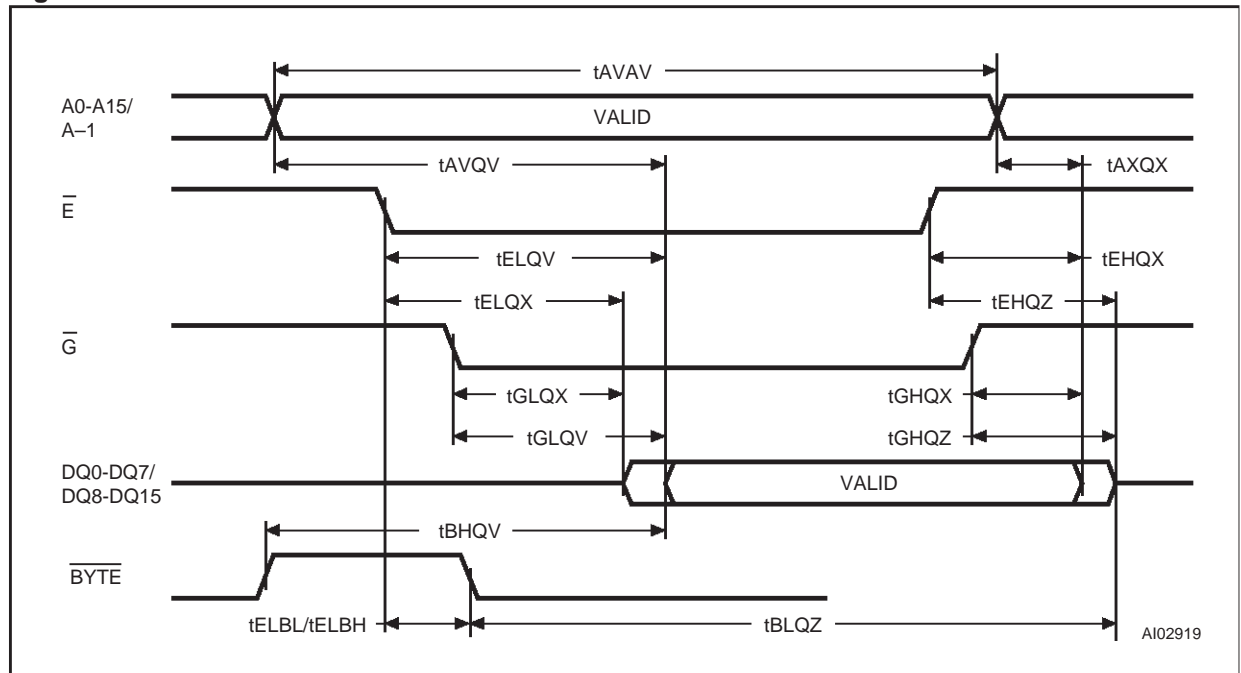 tAVAV
A0-A15/
A–1
VALID
tAVQV
tAXQX
E
tELQV
tEHQX
tELQX
tEHQZ
G
tGLQX
tGHQX
tGLQV
tGHQZ
DQ0-DQ7/
DQ8-DQ15
VALID
tBHQV
BYTE
tELBL/tELBH
tBLQZ
AI02919